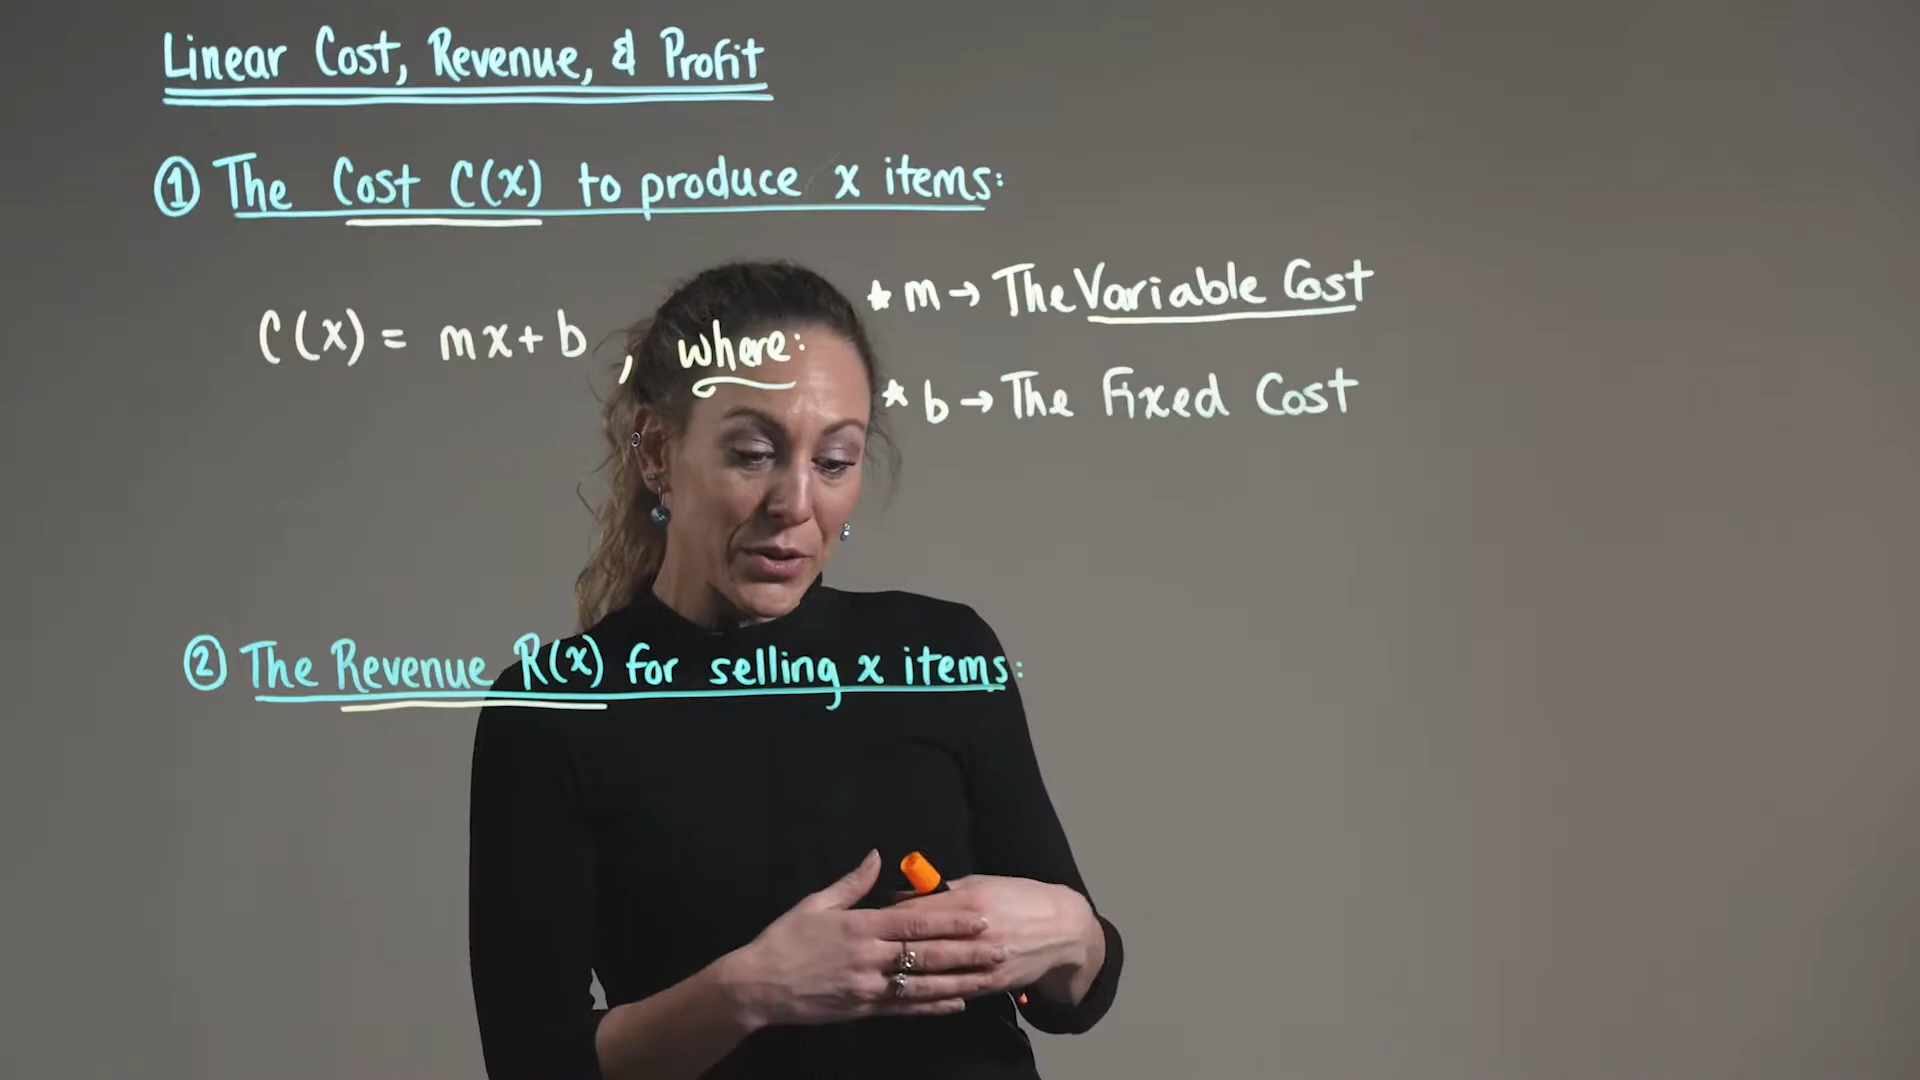 Linear Cost, Revenue, & Profit
① The Cost C(x) to produce x items:
C(x) = mx+b , where:
* m → The Variable Cost
* b → The Fixed Cost
② The Revenue R(x) for selling x items: